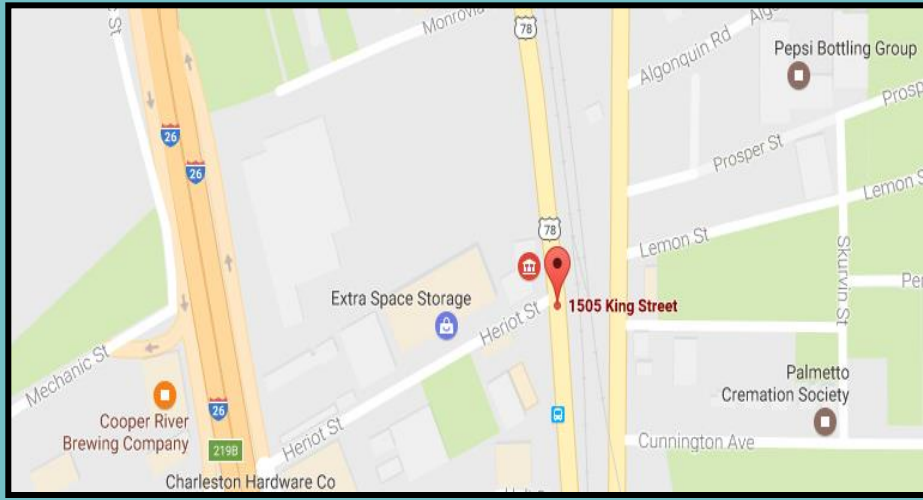 Monrovia
78
Algonquin Rd
Pepsi Bottling Group
26
26
Prosper St
Lemon St
78
Lemon St
Skurvin St
Extra Space Storage
Heriot St
1505 King Street
Mechanic St
Palmetto
Cremation Society
Cooper River
Brewing Company
26
219B
Heriot St
Cunnington Ave
Charleston Hardware Co